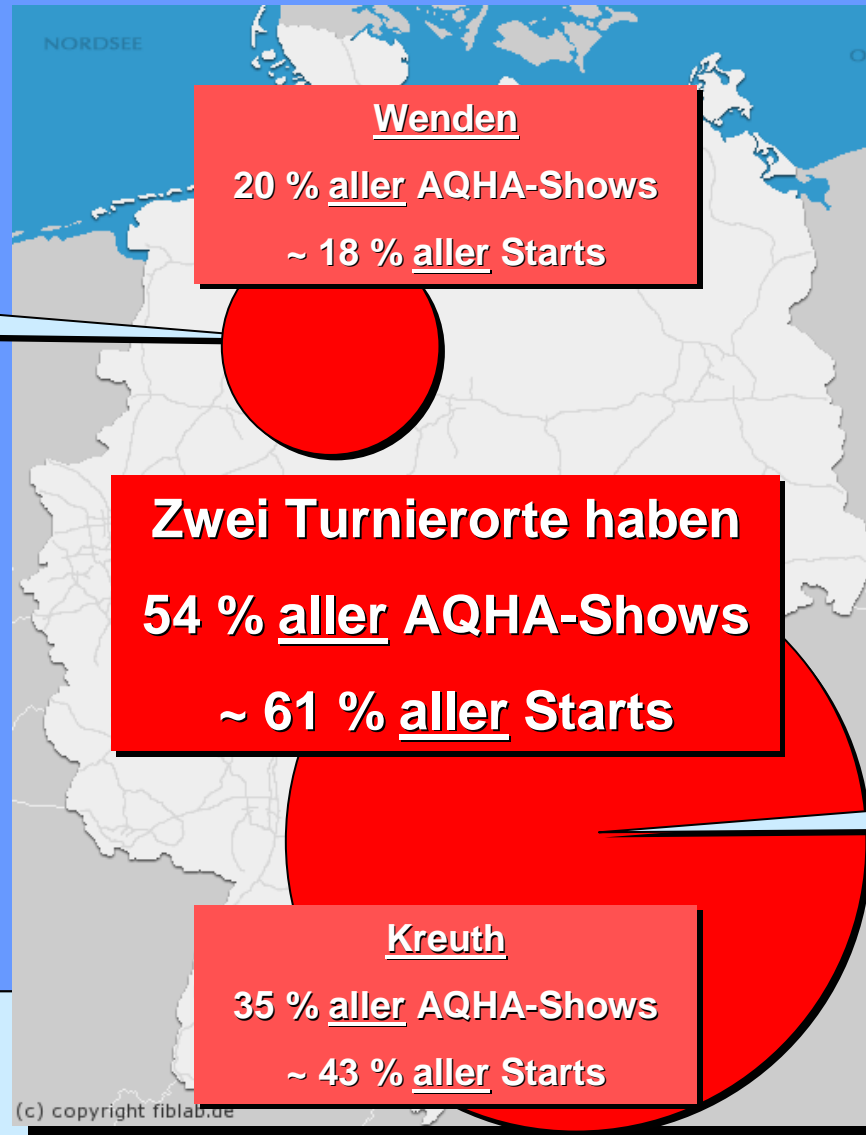 NORDSEE
O
Wenden
20 % aller AQHA-Shows
~ 18 % aller Starts
Zwei Turnierorte haben
54 % aller AQHA-Shows
~ 61 % aller Starts
Kreuth
35 % aller AQHA-Shows
~ 43 % aller Starts
(c) copyright fiblab.de